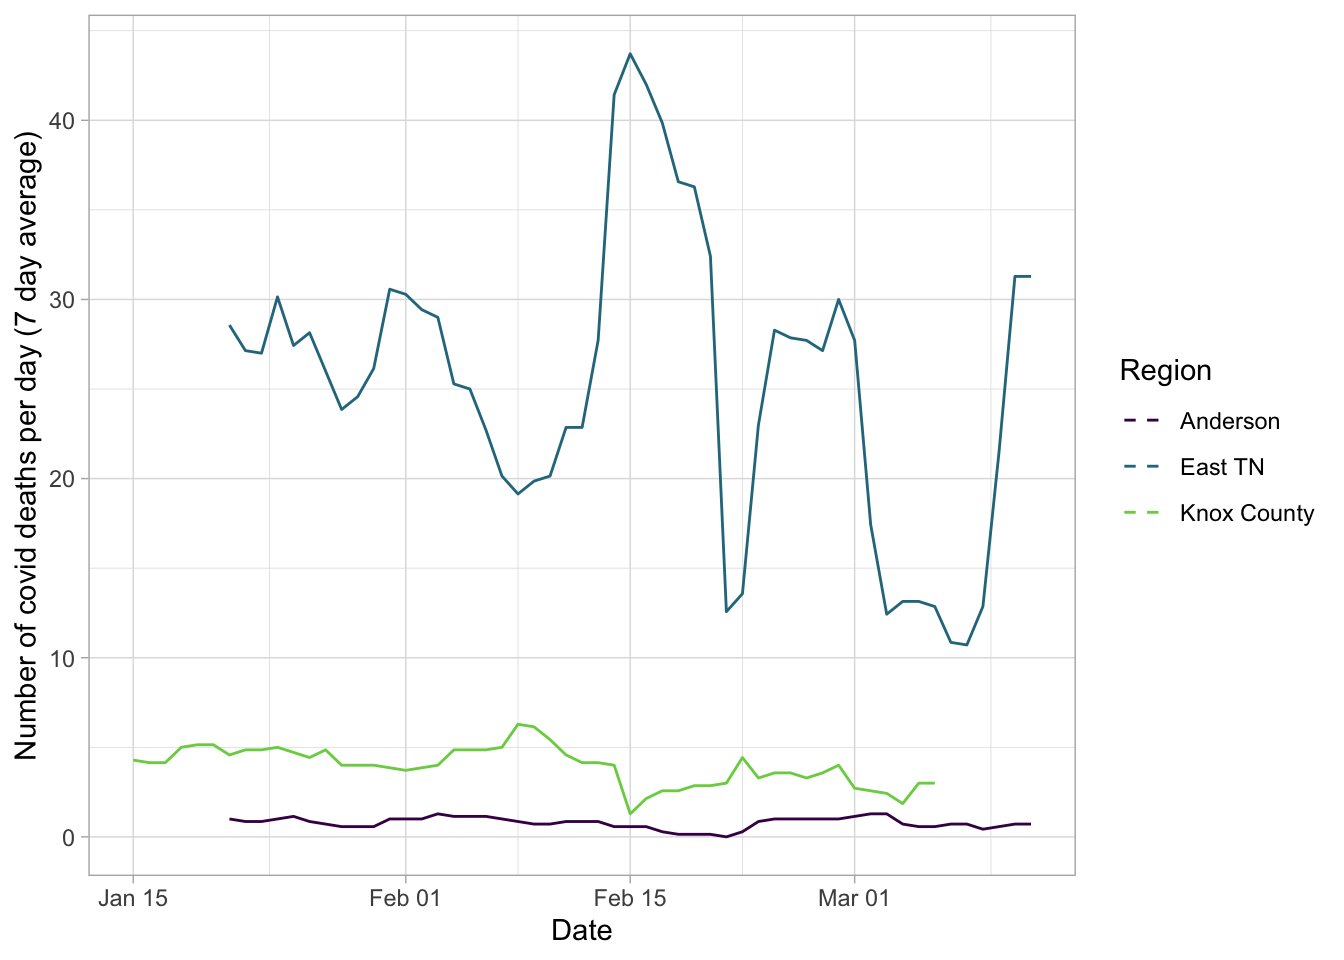 Number of covid deaths per day (7 day average)
40
30
20
10
0
Jan 15
Feb 01
Feb 15
Mar 01
Date
Region
Anderson
East TN
Knox County